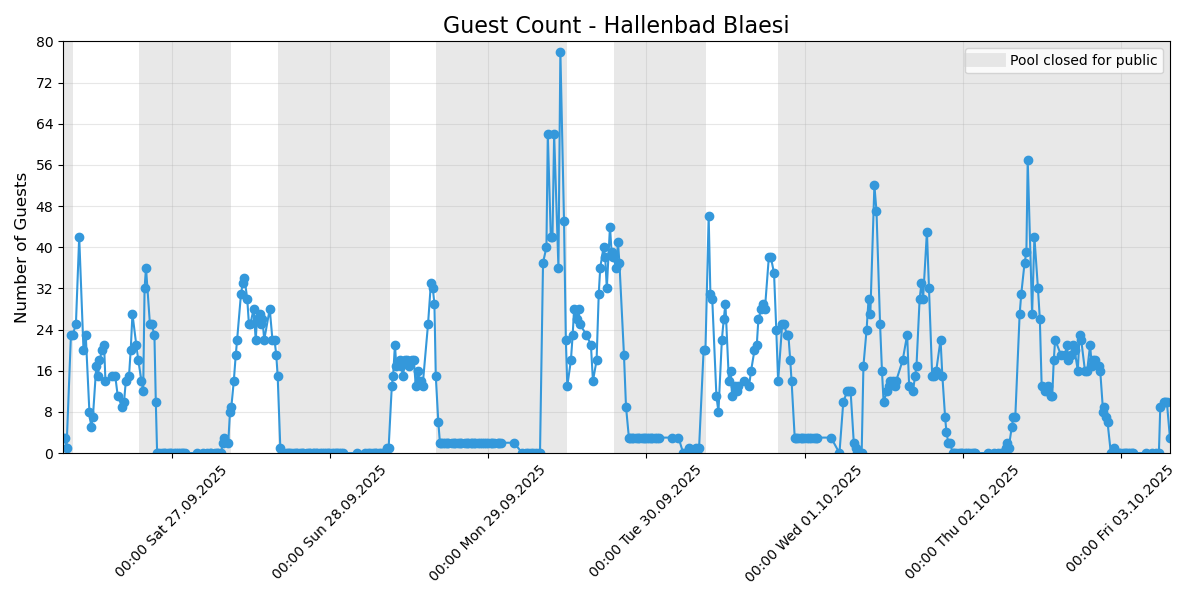 Guest Count - Hallenbad Blaesi
Pool closed for public
Number of Guests
80
72
64
56
48
40
32
24
16
8
0
00:00 Sat 27.09.2025
00:00 Sun 28.09.2025
00:00 Mon 29.09.2025
00:00 Tue 30.09.2025
00:00 Wed 01.10.2025
00:00 Thu 02.10.2025
00:00 Fri 03.10.2025